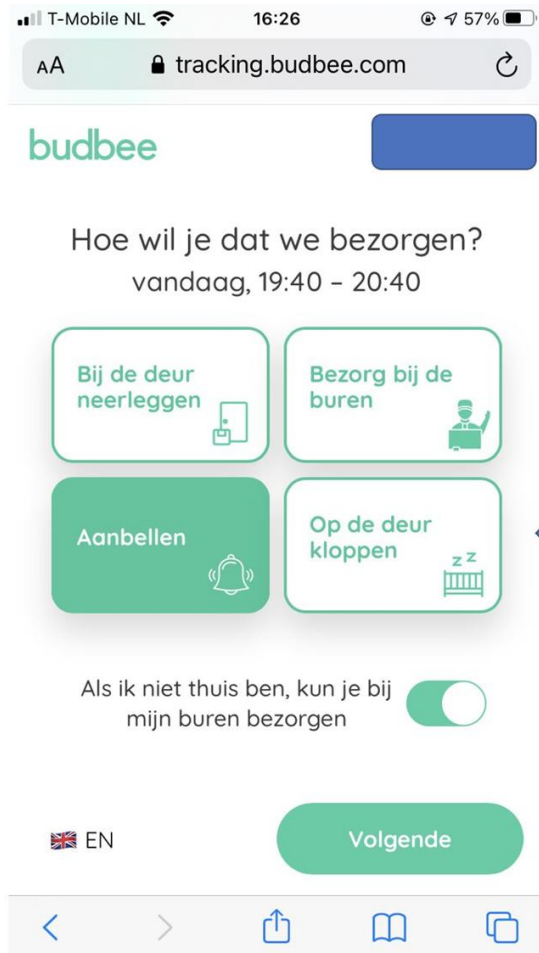 T-Mobile NL 16:26 57%
AA tracking.budbee.com
budbee
Hoe wil je dat we bezorgen?
vandaag, 19:40 – 20:40
Bij de deur
neerleggen
Bezorg bij de
buren
Aanbellen
Op de deur
kloppen
z z
Als ik niet thuis ben, kun je bij
mijn buren bezorgen
EN
Volgende